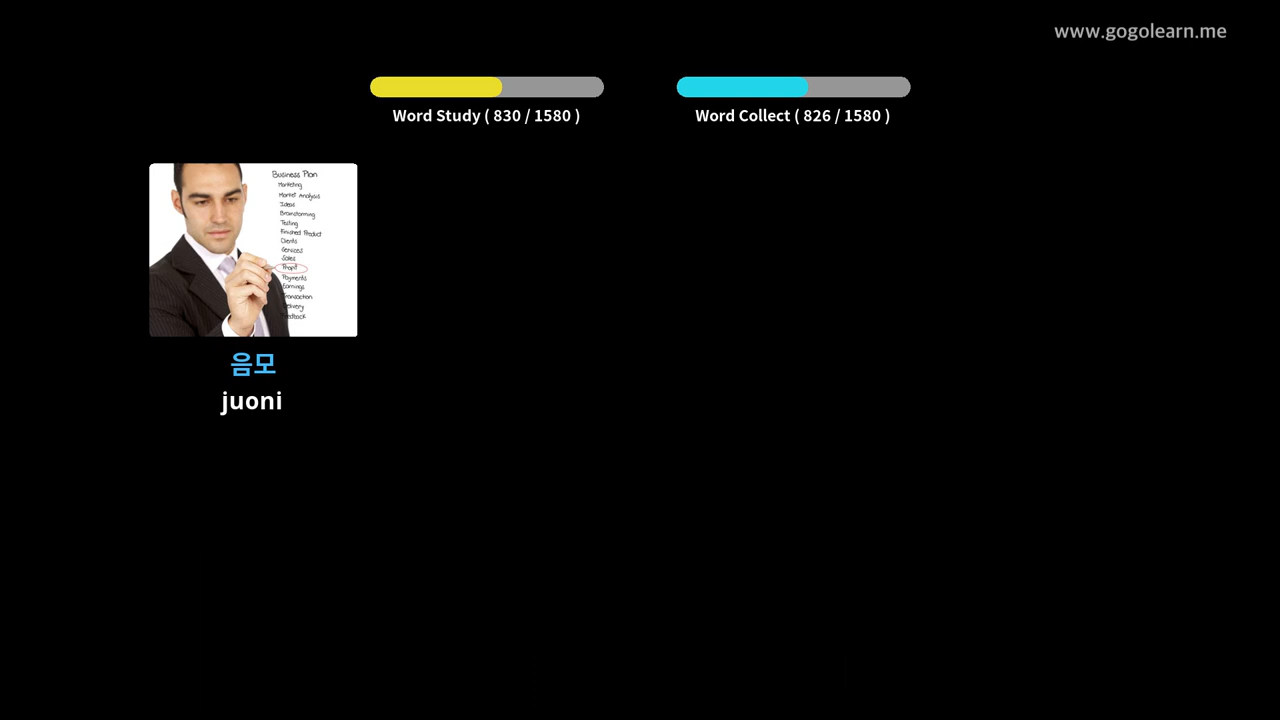 www.gogolearn.me
Word Study ( 830 / 1580 )
Word Collect ( 826 / 1580 )
Business Plan
Marketing
Market Analysis
Ideas
Brainstorming
Testing
Finished Product
Clients
Services
Sales
Profit
Payments
Earnings
Transaction
Delivery
Feedback
음모
juoni